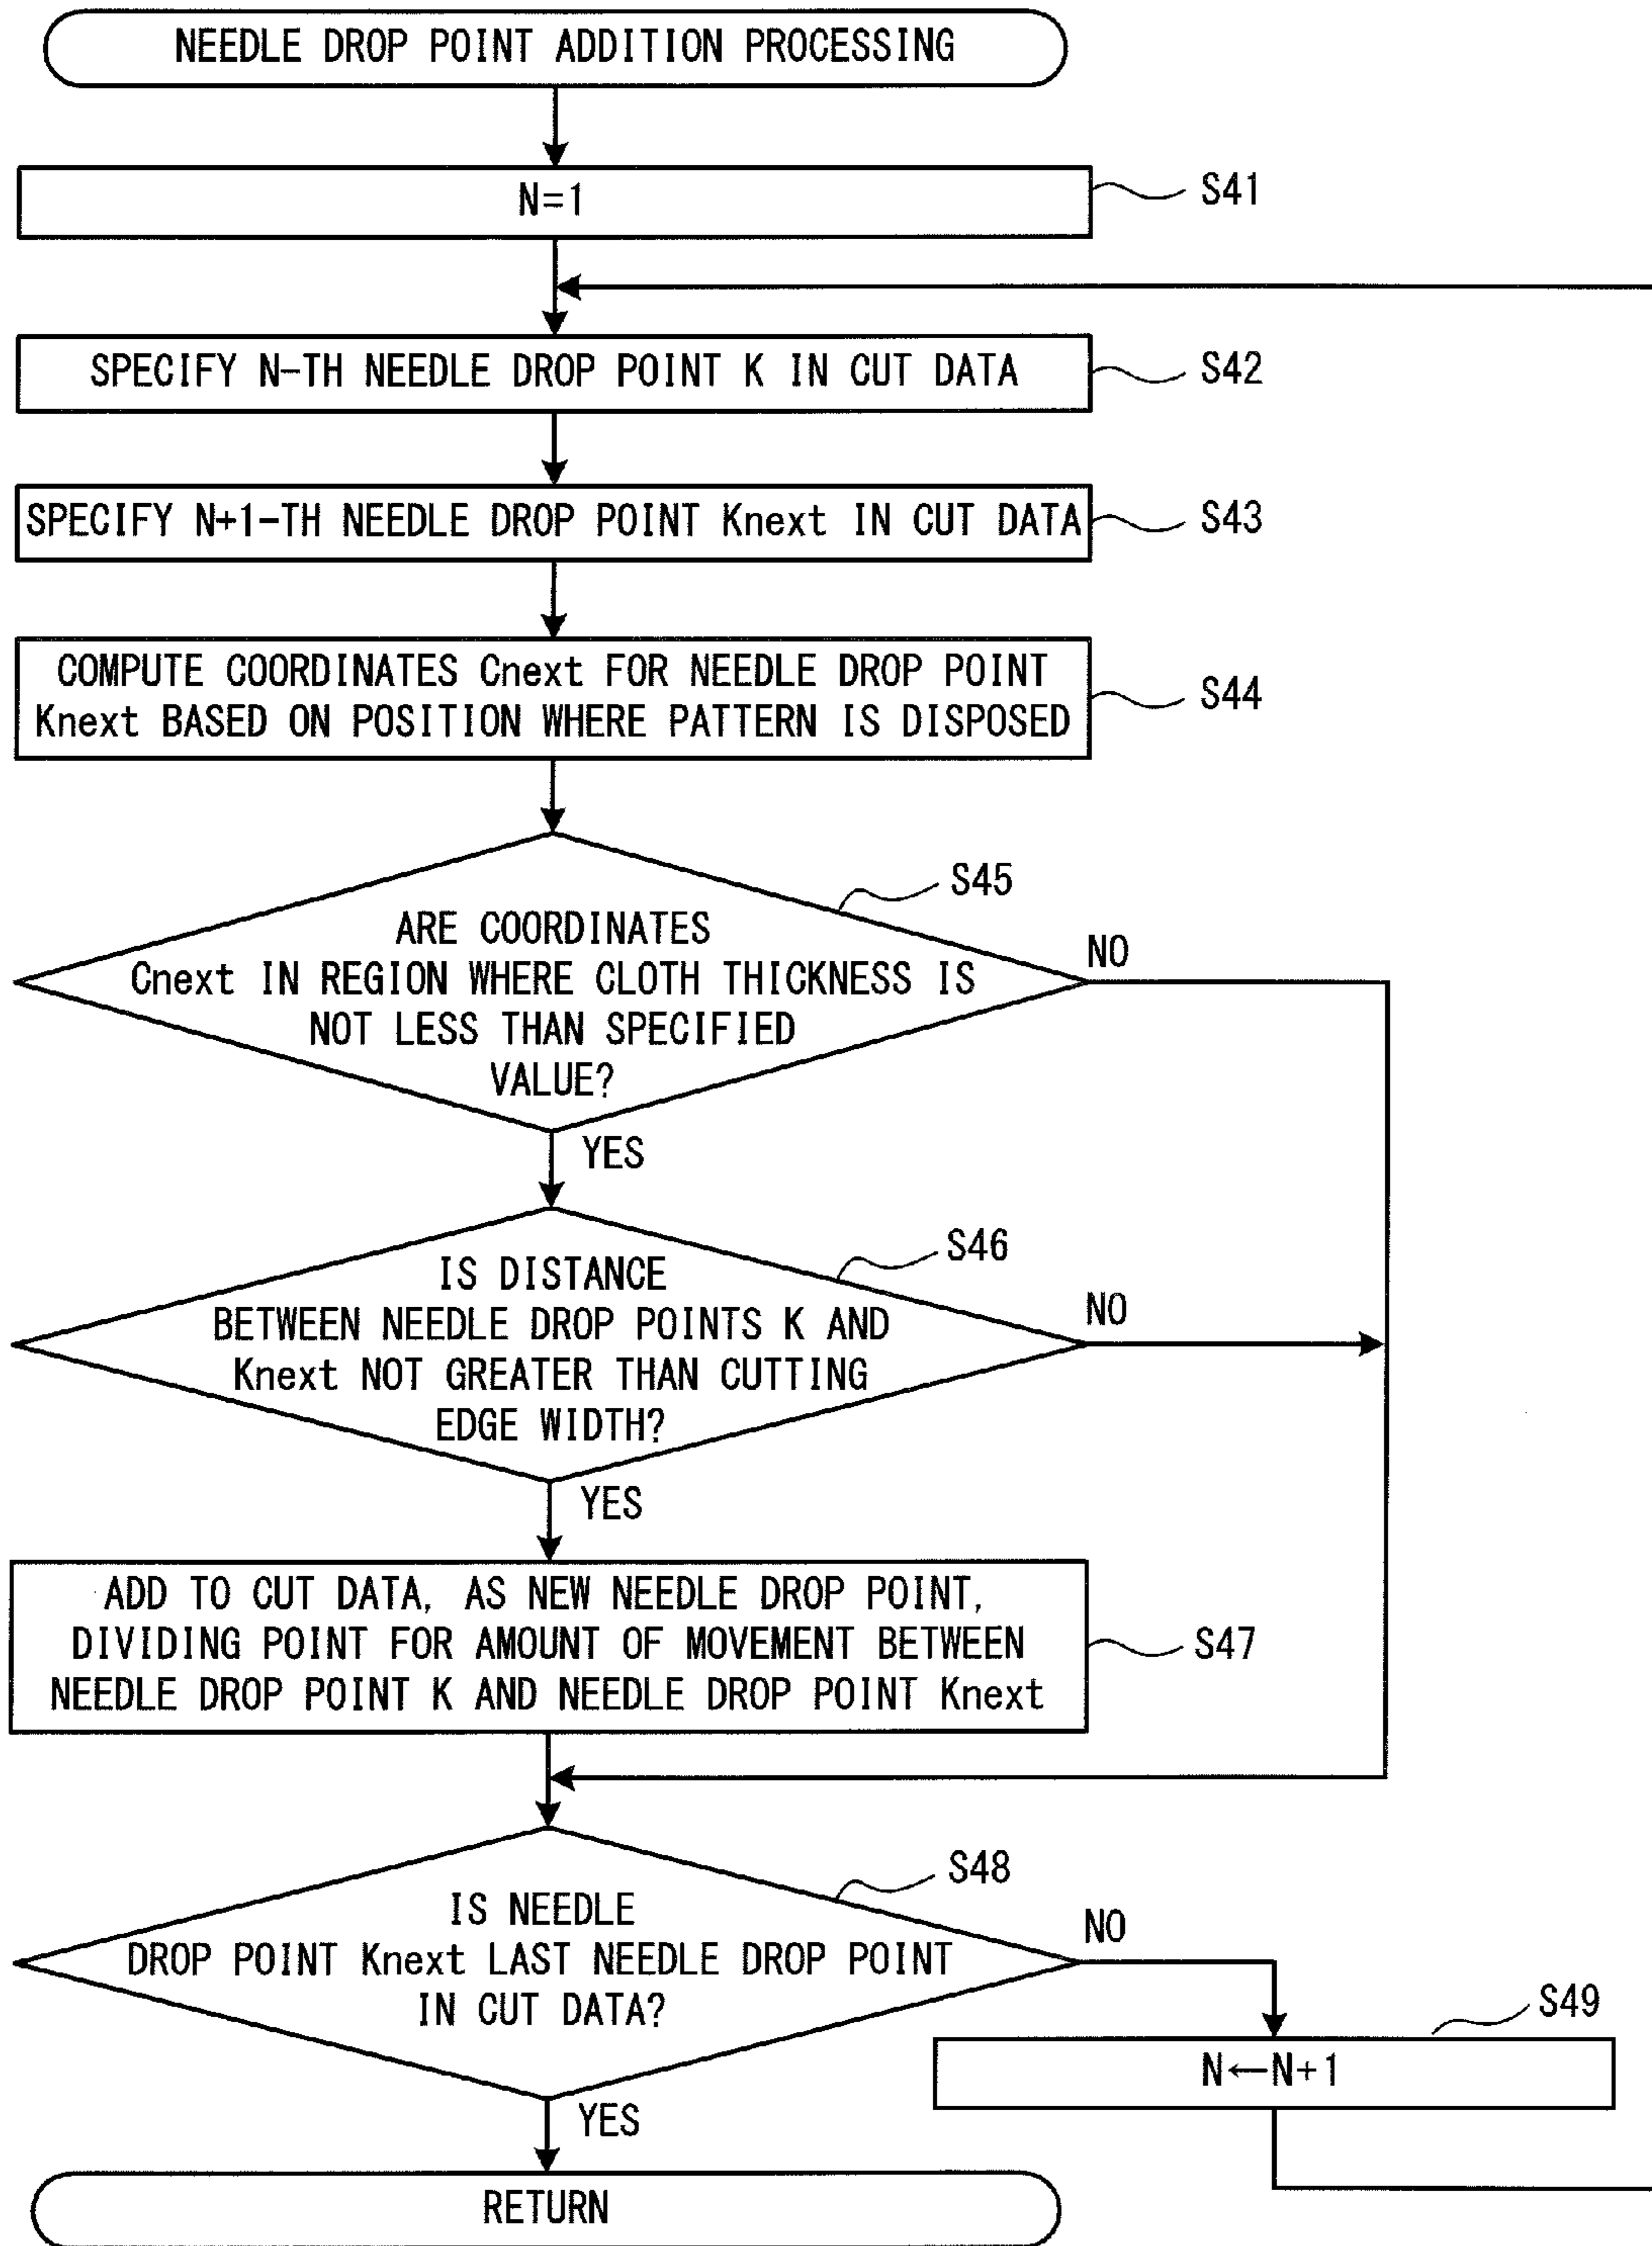 NEEDLE DROP POINT ADDITION PROCESSING
N=1
S41
SPECIFY N-TH NEEDLE DROP POINT K IN CUT DATA
S42
SPECIFY N+1-TH NEEDLE DROP POINT Knext IN CUT DATA
S43
COMPUTE COORDINATES Cnext FOR NEEDLE DROP POINT
Knext BASED ON POSITION WHERE PATTERN IS DISPOSED
S44
S45
ARE COORDINATES
Cnext IN REGION WHERE CLOTH THICKNESS IS
NOT LESS THAN SPECIFIED
VALUE?
NO
YES
S46
IS DISTANCE
BETWEEN NEEDLE DROP POINTS K AND
Knext NOT GREATER THAN CUTTING
EDGE WIDTH?
NO
YES
ADD TO CUT DATA, AS NEW NEEDLE DROP POINT,
DIVIDING POINT FOR AMOUNT OF MOVEMENT BETWEEN
NEEDLE DROP POINT K AND NEEDLE DROP POINT Knext
S47
S48
IS NEEDLE
DROP POINT Knext LAST NEEDLE DROP POINT
IN CUT DATA?
NO
S49
N←N+1
YES
RETURN